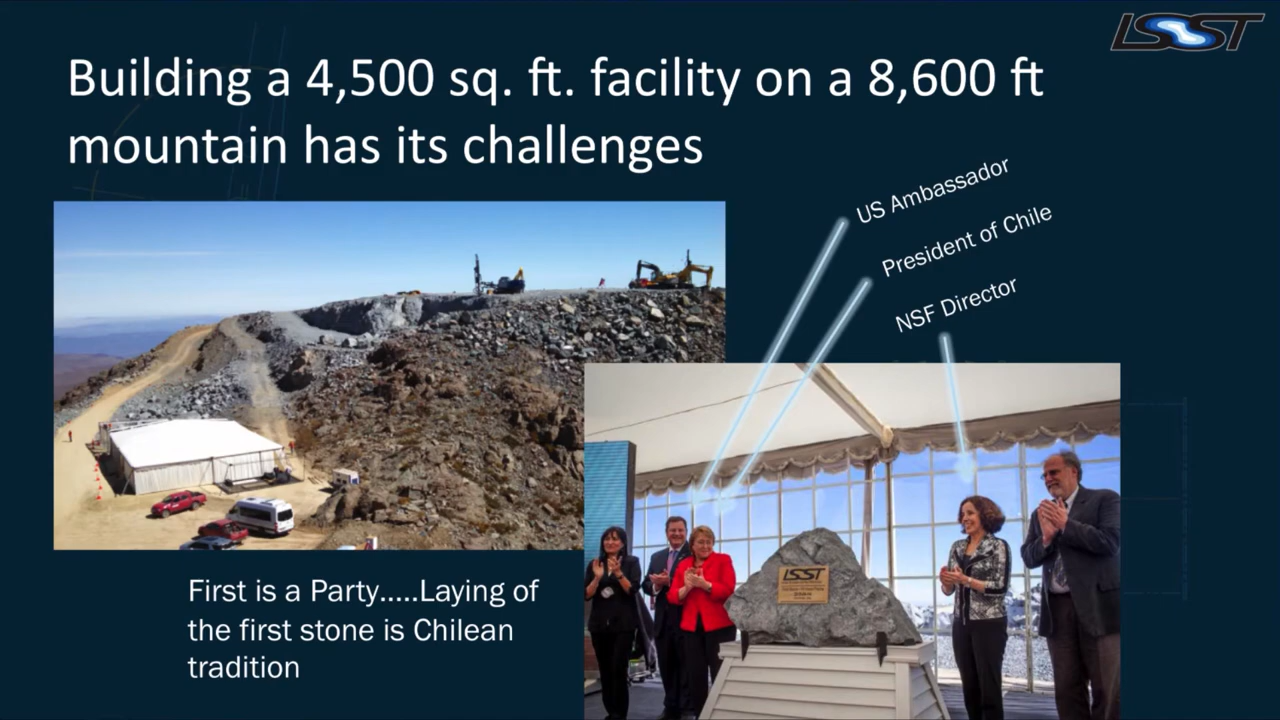 LSST
Building a 4,500 sq. ft. facility on a 8,600 ft
mountain has its challenges
US Ambassador
President of Chile
NSF Director
LSST
First is a Party.....Laying of
the first stone is Chilean
tradition